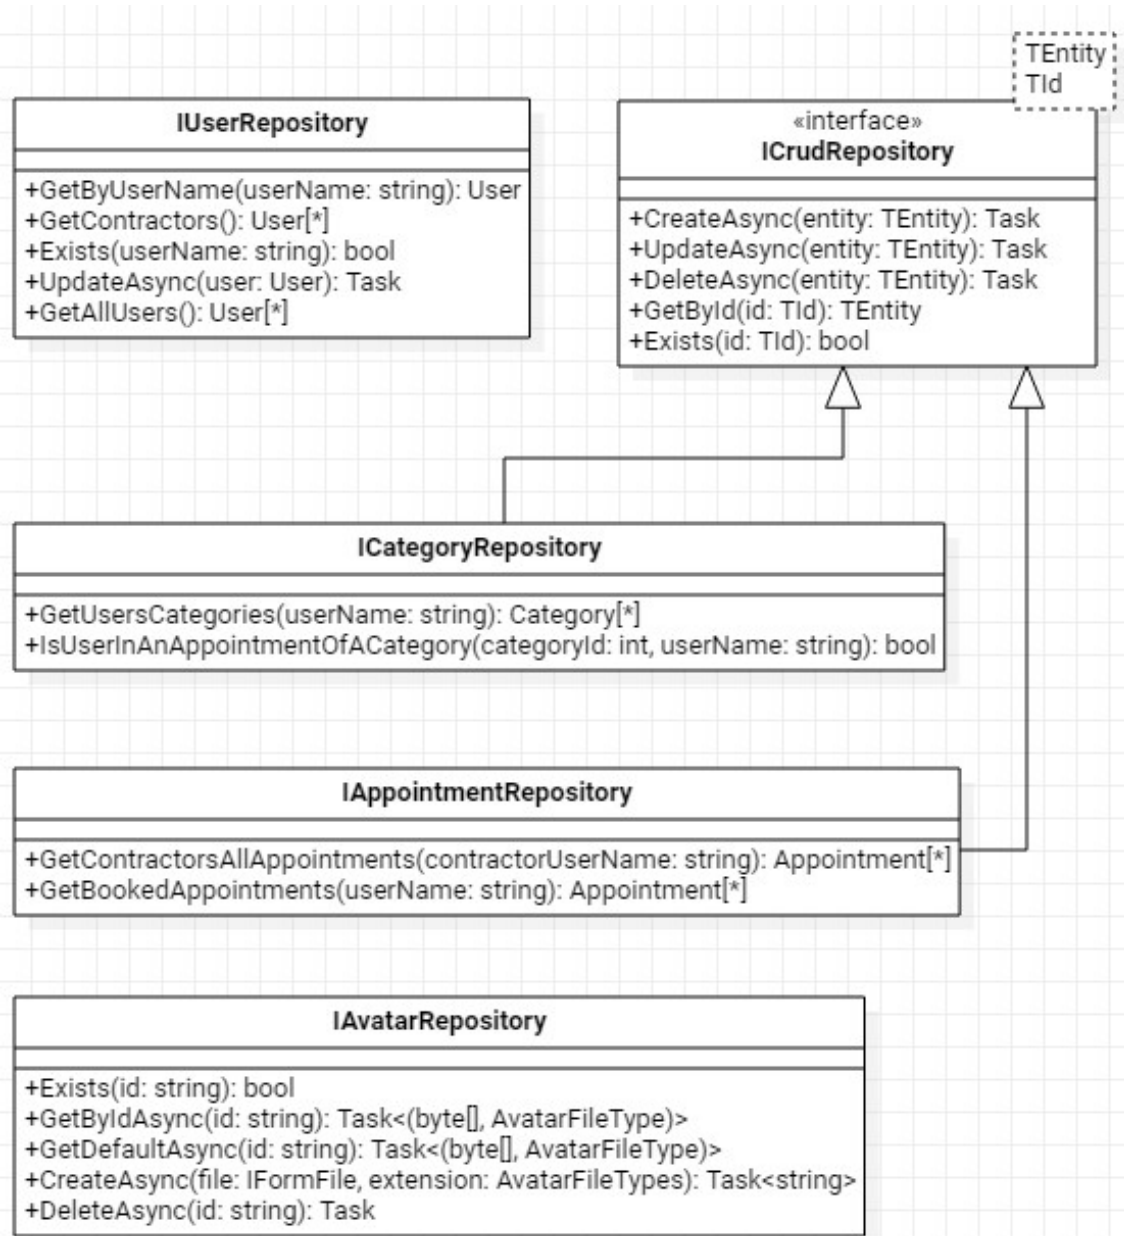 IUserRepository
+GetByUserName(userName: string): User
+GetContractors(): User[*]
+Exists(userName: string): bool
+UpdateAsync(user: User): Task
+GetAllUsers(): User[*]
TEntity
TId
«interface»
ICrudRepository
+CreateAsync(entity: TEntity): Task
+UpdateAsync(entity: TEntity): Task
+DeleteAsync(entity: TEntity): Task
+GetById(id: TId): TEntity
+Exists(id: TId): bool
ICategoryRepository
+GetUsersCategories(userName: string): Category[*]
+IsUserInAnAppointmentOfACategory(categoryId: int, userName: string): bool
IAppointmentRepository
+GetContractorsAllAppointments(contractorUserName: string): Appointment[*]
+GetBookedAppointments(userName: string): Appointment[*]
IAvatarRepository
+Exists(id: string): bool
+GetByIdAsync(id: string): Task<(byte[], AvatarFileType)>
+GetDefaultAsync(id: string): Task<(byte[], AvatarFileType)>
+CreateAsync(file: IFormFile, extension: AvatarFileTypes): Task<string>
+DeleteAsync(id: string): Task